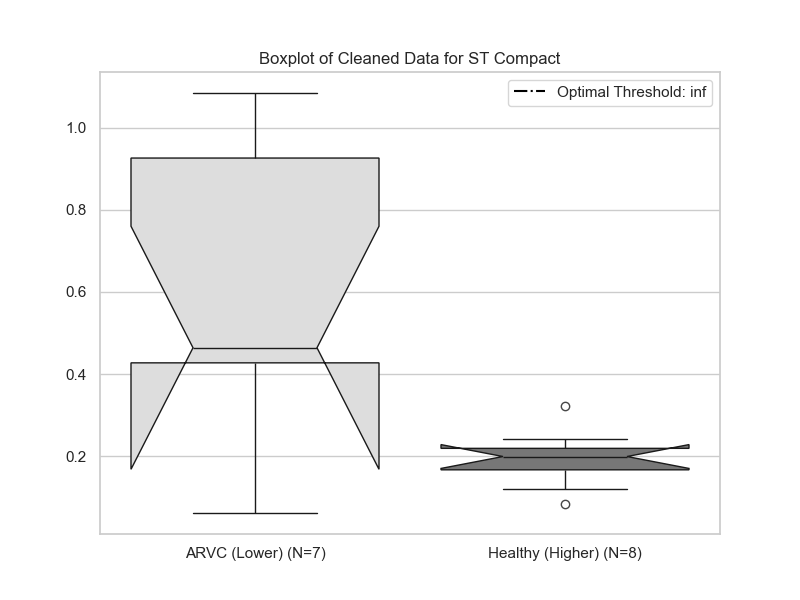 Boxplot of Cleaned Data for ST Compact
Optimal Threshold: inf
1.0
0.8
0.6
0.4
0.2
ARVC (Lower) (N=7)
Healthy (Higher) (N=8)